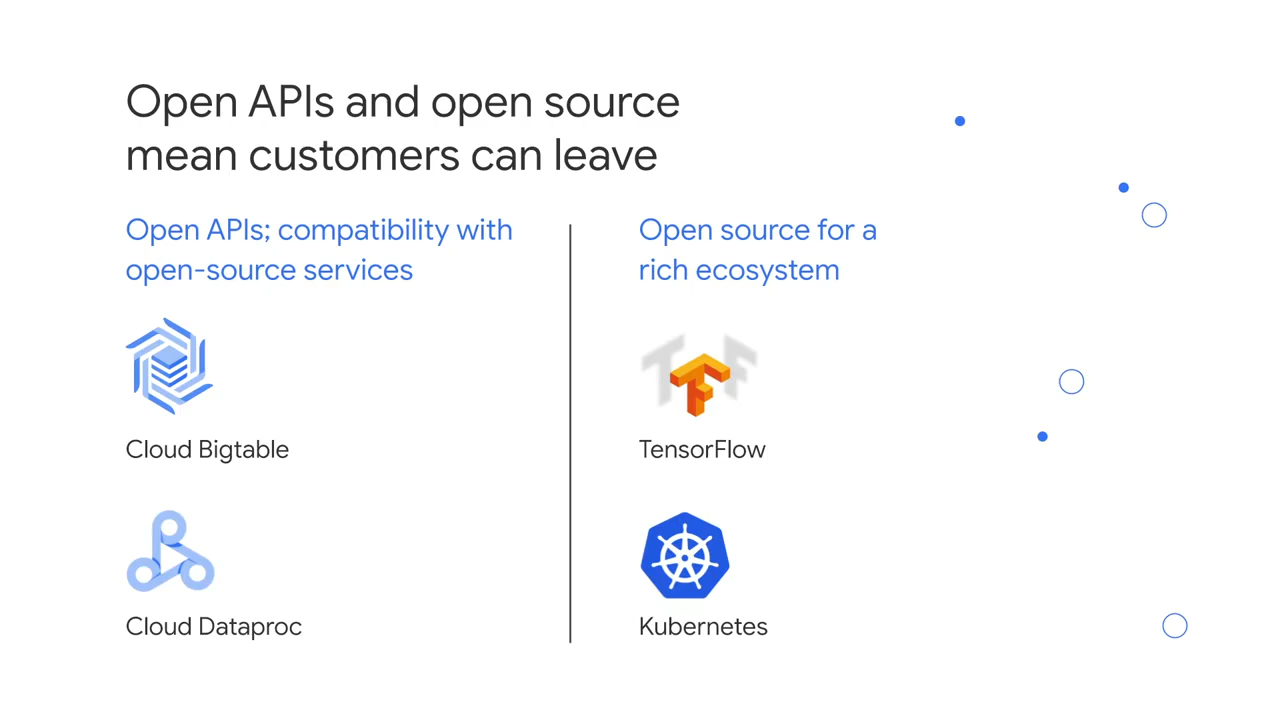 Open APIs and open source
mean customers can leave
Open APIs; compatibility with
open-source services
Cloud Bigtable
Cloud Dataproc
Open source for a
rich ecosystem
TensorFlow
Kubernetes